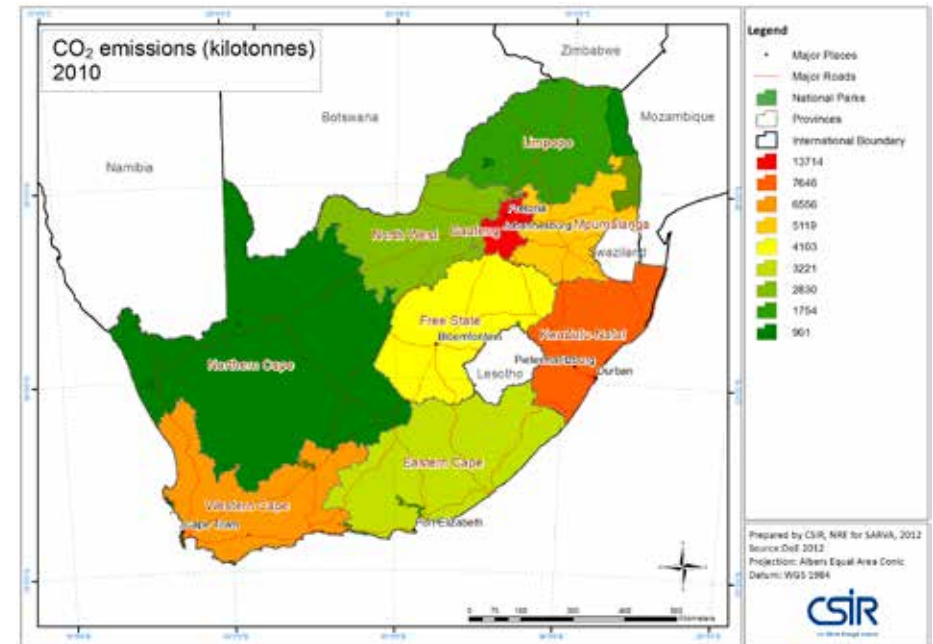 CO₂ emissions (kilotonnes)
2010
Zimbabwe
Botswana
Mozambique
Namibia
Limpopo
Pretoria
North West
Gauteng
Johannesburg
Mpumalanga
Swaziland
Free State
Bloemfontein
Kwazulu-Natal
Northern Cape
Pietermaritzburg
Lesotho
Durban
Eastern Cape
Western Cape
Cape Town
Port Elizabeth
Legend
Major Places
Major Roads
National Parks
Provinces
International Boundary
13714
7646
6556
5119
4103
3221
2830
1754
961
Prepared by CSIR, NRE for SARVA, 2012
Source:DoE 2012
Projection: Albers Equal Area Conic
Datum: WGS 1984
CSIR